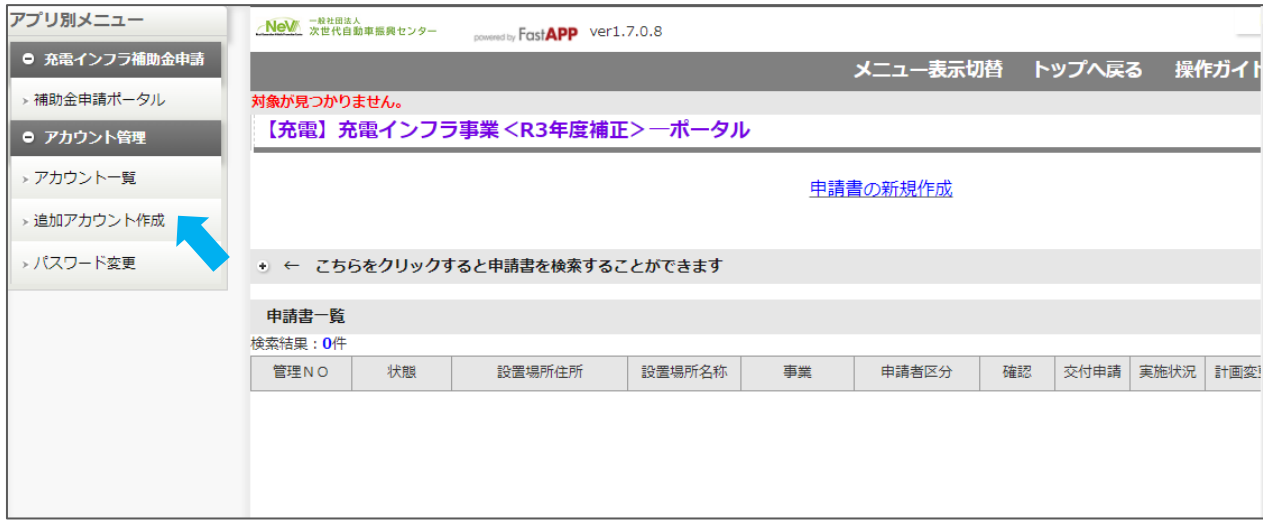 アプリ別メニュー
充電インフラ補助金申請
補助金申請ポータル
アカウント管理
アカウント一覧
追加アカウント作成
パスワード変更
NeV 一般社団法人 次世代自動車振興センター powered by FastAPP ver1.7.0.8
メニュー表示切替 トップへ戻る 操作ガイド
対象が見つかりません。
【充電】充電インフラ事業<R3年度補正>―ポータル
申請書の新規作成
← こちらをクリックすると申請書を検索することができます
申請書一覧
検索結果:0件
管理NO 状態 設置場所住所 設置場所名称 事業 申請者区分 確認 交付申請 実施状況 計画変